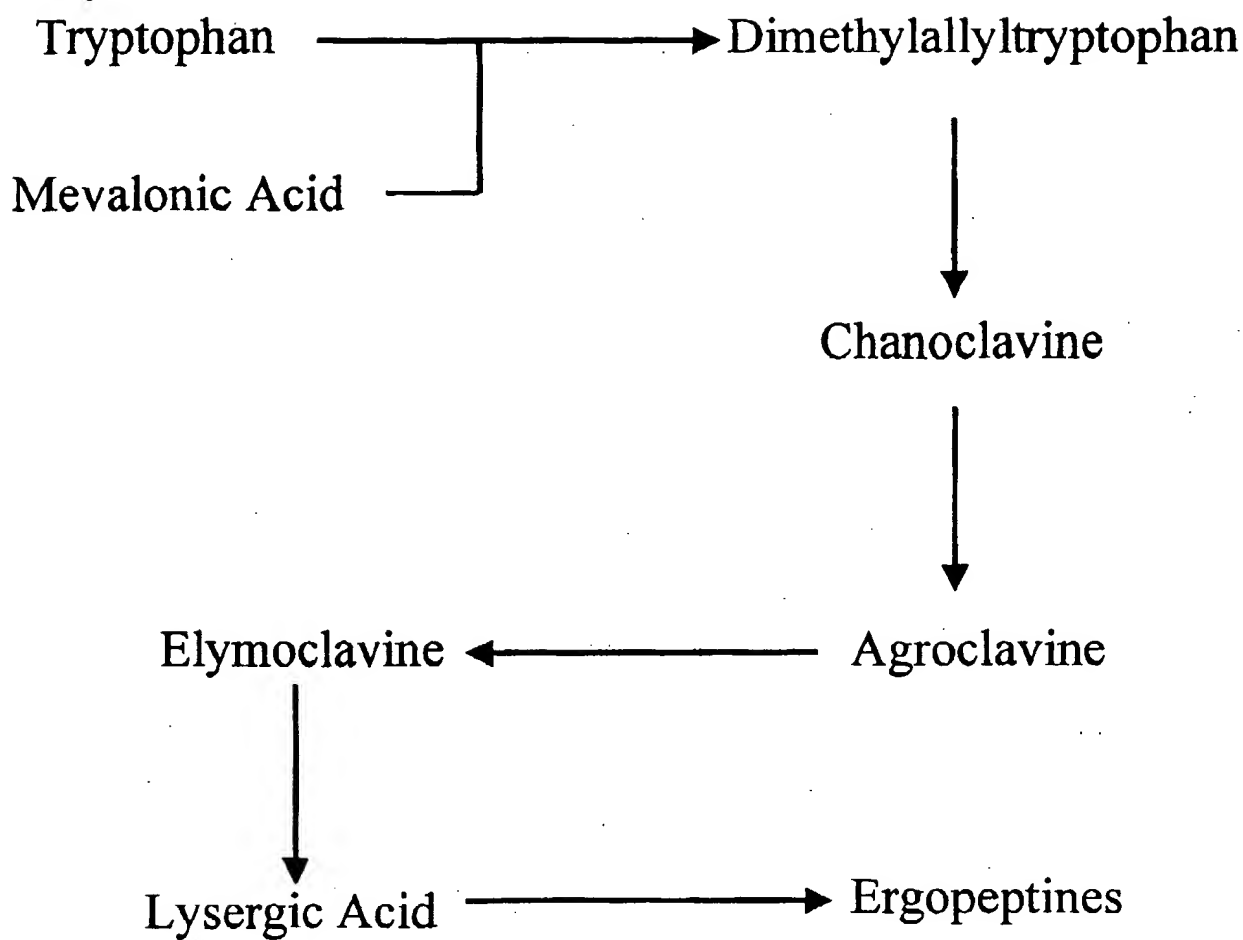 Tryptophan
Dimethylallyltryptophan
Mevalonic Acid
Chanoclavine
Elymoclavine
Agroclavine
Lysergic Acid
Ergopeptines